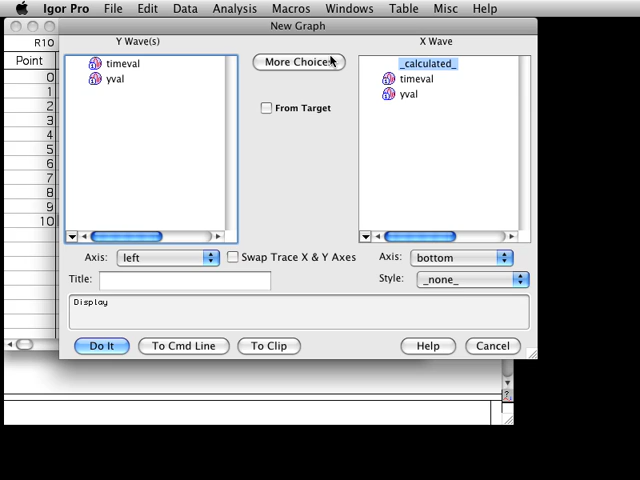 Igor Pro File Edit Data Analysis Macros Windows Table Misc Help
New Graph
R10
Point
0
1
2
3
4
5
6
7
8
9
10
Y Wave(s)
timeval
yval
More Choices
From Target
X Wave
_calculated_
timeval
yval
Axis: left
Swap Trace X & Y Axes
Axis: bottom
Title:
Style: _none_
Display
Do It
To Cmd Line
To Clip
Help
Cancel
?